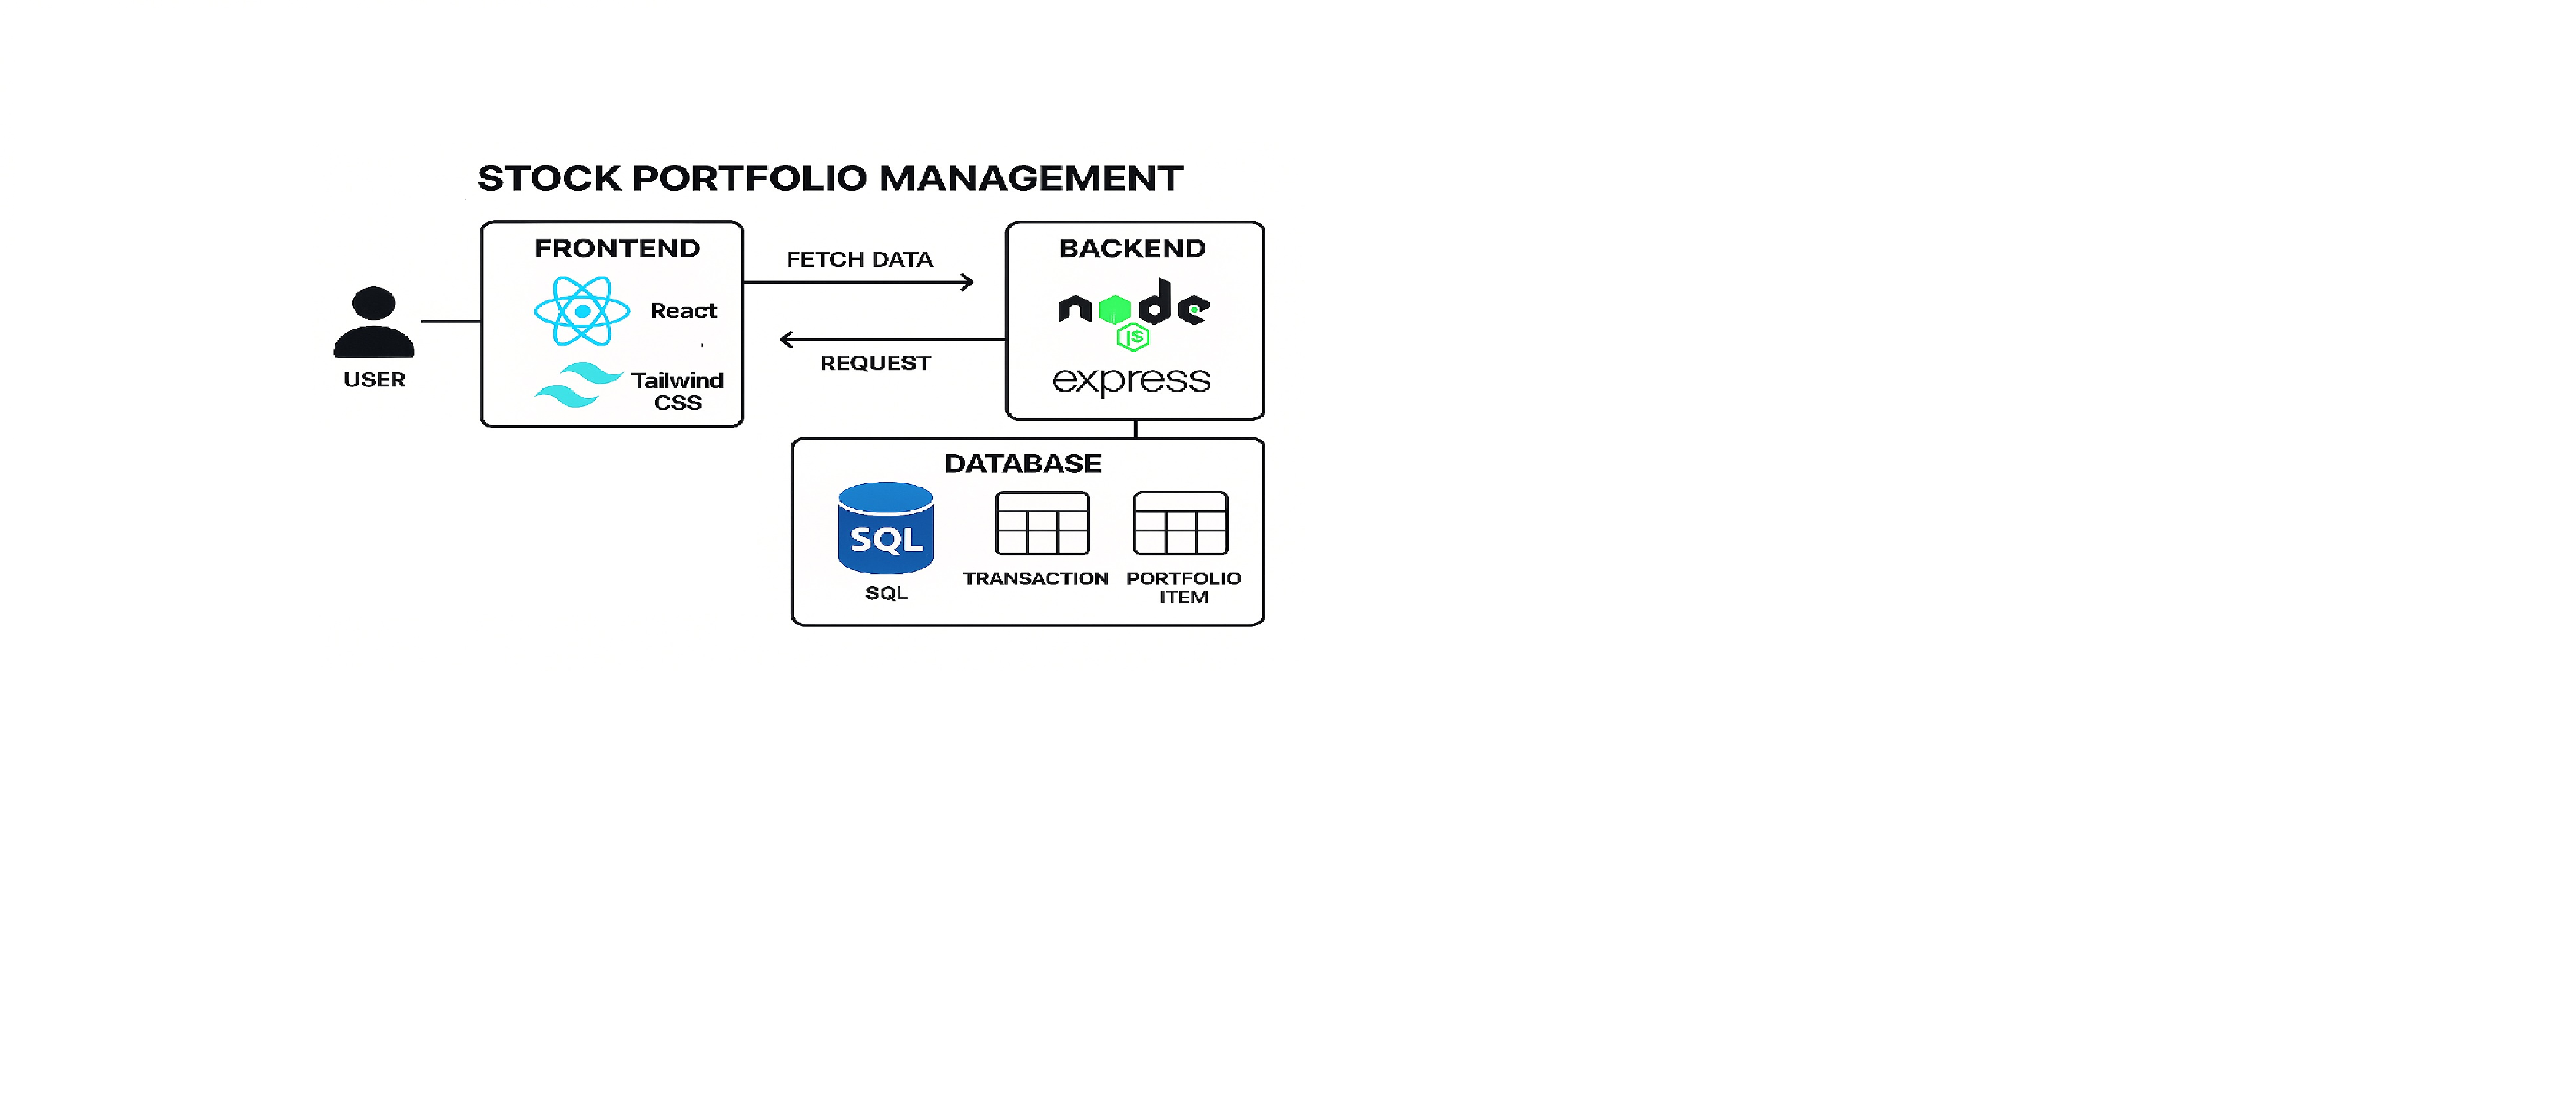 STOCK PORTFOLIO MANAGEMENT
FRONTEND
React
Tailwind
CSS
USER
FETCH DATA
REQUEST
BACKEND
node
JS
express
DATABASE
SQL
SQL
TRANSACTION
PORTFOLIO
ITEM